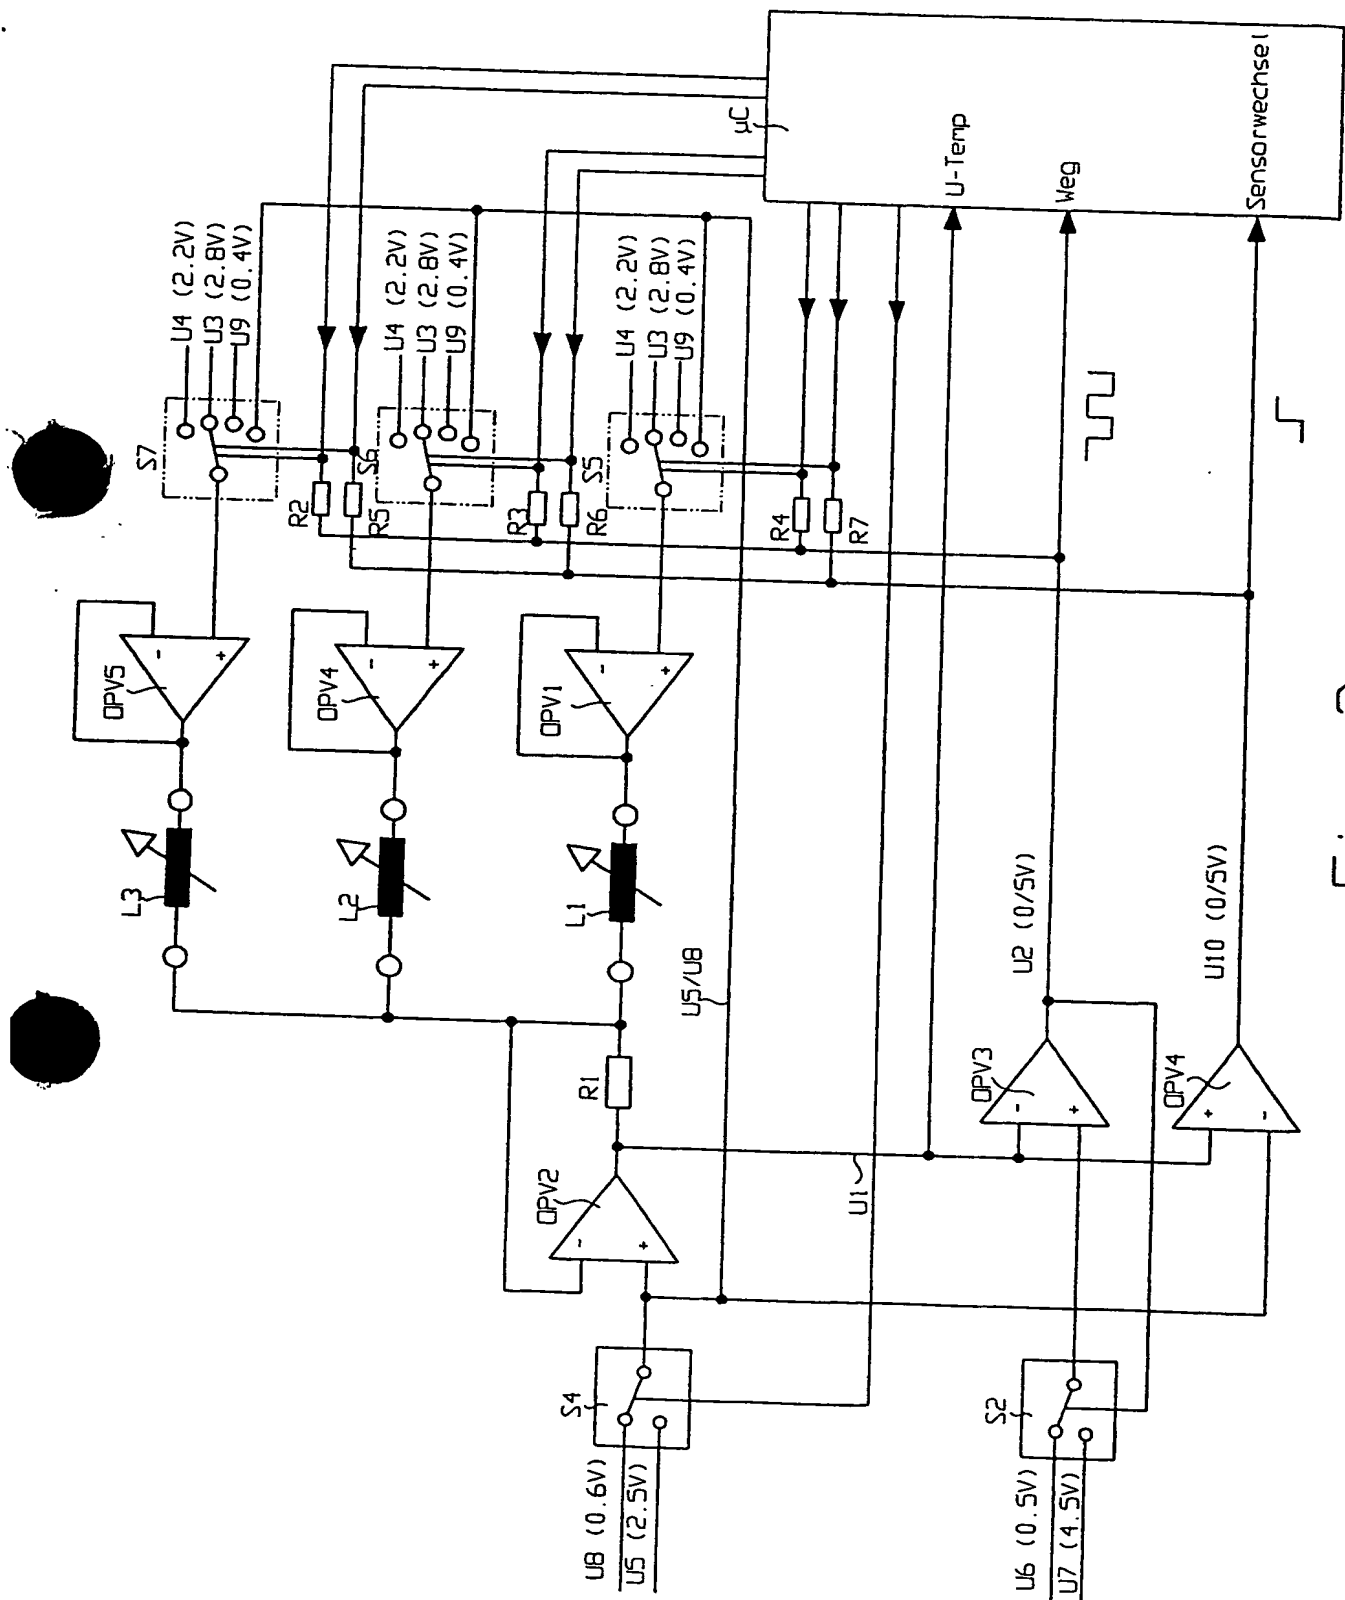 S7
U4 (2.2V)
U3 (2.8V)
U9 (0.4V)
S6
U4 (2.2V)
U3 (2.8V)
U9 (0.4V)
S5
U4 (2.2V)
U3 (2.8V)
U9 (0.4V)
µC
U-Temp
Weg
Sensorwechsel
R2
R5
R3
R6
R4
R7
OPV5
OPV4
OPV1
L3
L2
L1
U5/U8
R1
OPV2
U1
OPV3
OPV4
U2 (0/5V)
U10 (0/5V)
S4
U8 (0.6V)
U5 (2.5V)
S2
U6 (0.5V)
U7 (4.5V)